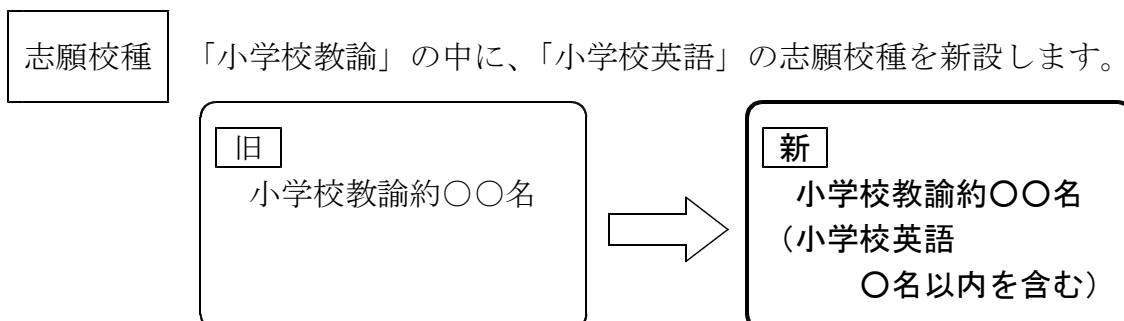 志願校種
「小学校教諭」の中に、「小学校英語」の志願校種を新設します。
旧
小学校教諭約○○名
新
小学校教諭約○○名
（小学校英語
○名以内を含む）